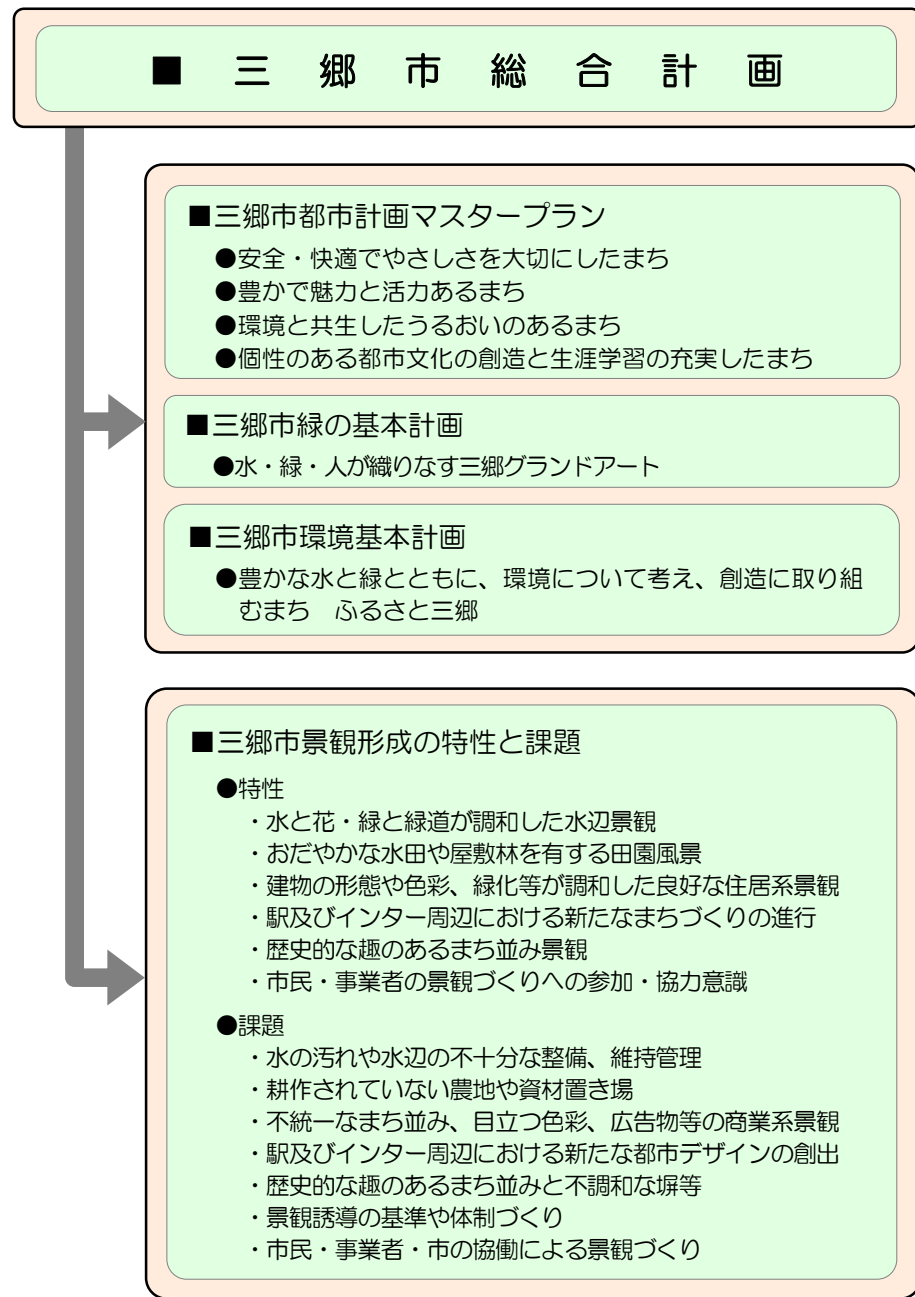 ■ 三郷市総合計画
■三郷市都市計画マスタープラン
●安全・快適でやさしさを大切にしたまち
●豊かで魅力と活力あるまち
●環境と共生したうるおいのあるまち
●個性のある都市文化の創造と生涯学習の充実したまち
■三郷市緑の基本計画
●水・緑・人が織りなす三郷グランドアート
■三郷市環境基本計画
●豊かな水と緑とともに、環境について考え、創造に取り組
むまち　ふるさと三郷
■三郷市景観形成の特性と課題
●特性
・水と花・緑と緑道が調和した水辺景観
・おだやかな水田や屋敷林を有する田園風景
・建物の形態や色彩、緑化等が調和した良好な住居系景観
・駅及びインター周辺における新たなまちづくりの進行
・歴史的な趣のあるまち並み景観
・市民・事業者の景観づくりへの参加・協力意識
●課題
・水の汚れや水辺の不十分な整備、維持管理
・耕作されていない農地や資材置き場
・不統一なまち並み、目立つ色彩、広告物等の商業系景観
・駅及びインター周辺における新たな都市デザインの創出
・歴史的な趣のあるまち並みと不調和な塀等
・景観誘導の基準や体制づくり
・市民・事業者・市の協働による景観づくり